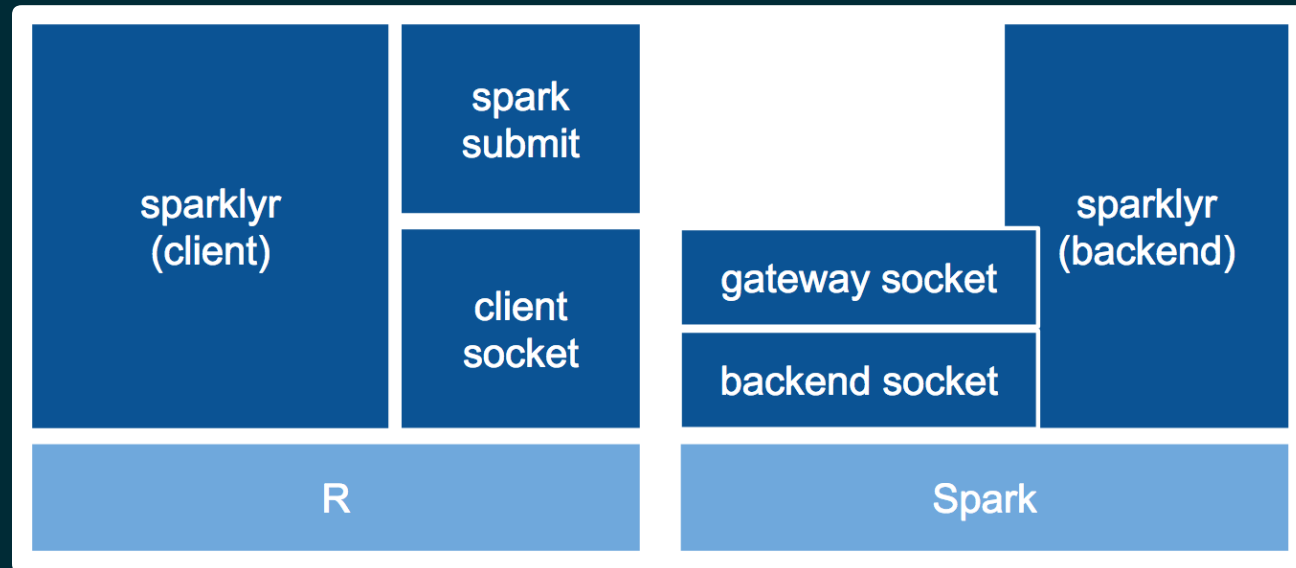 sparklyr
(client)
spark
submit
client
socket
R
gateway socket
backend socket
sparklyr
(backend)
Spark